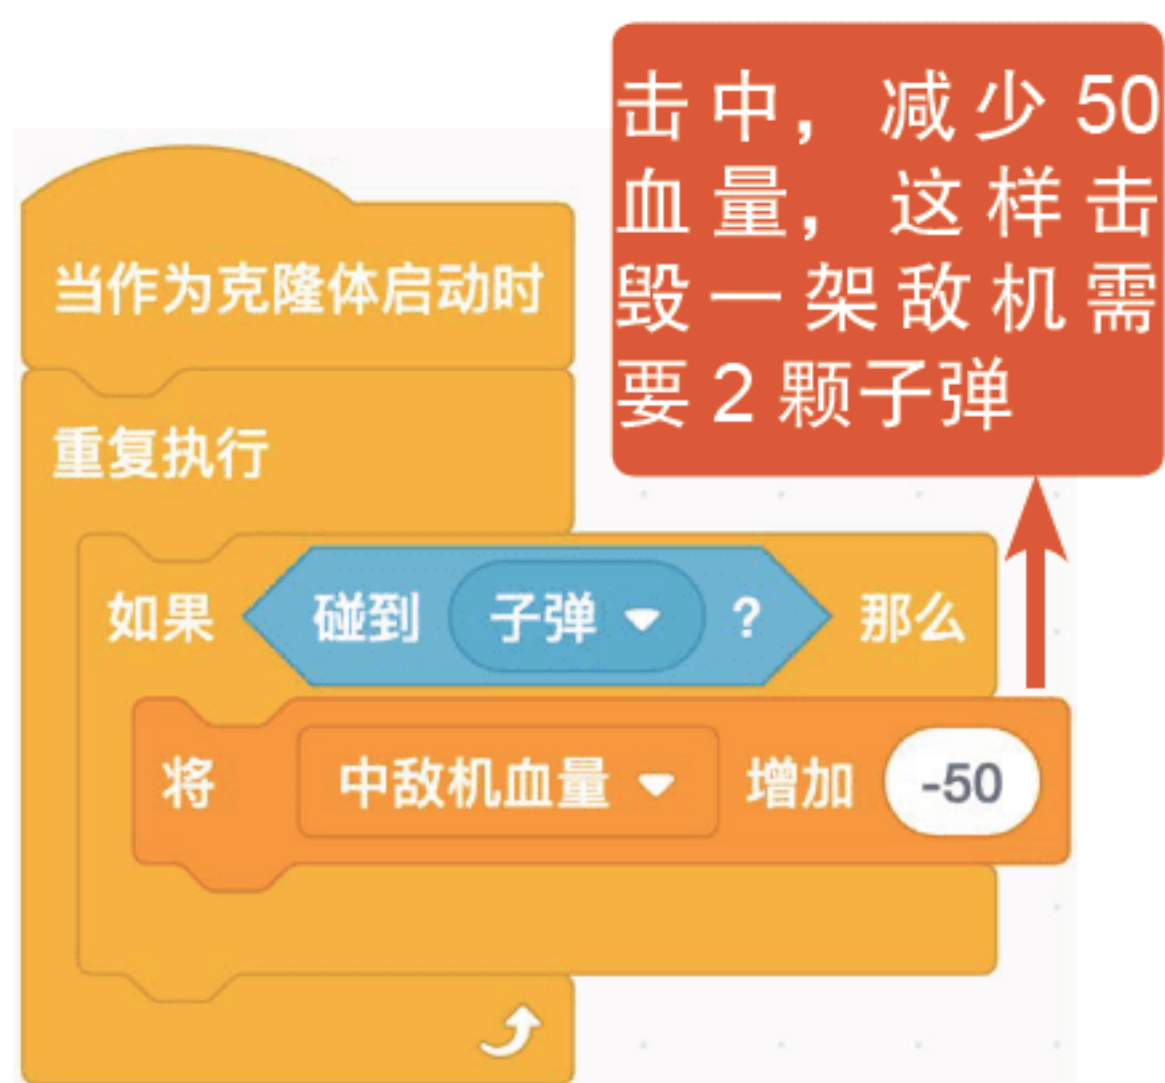 击中，减少 50
血量，这样击
毁一架敌机需
要 2 颗子弹
当作为克隆体启动时
重复执行
如果 碰到 子弹 ? 那么
将 中敌机血量 增加 -50